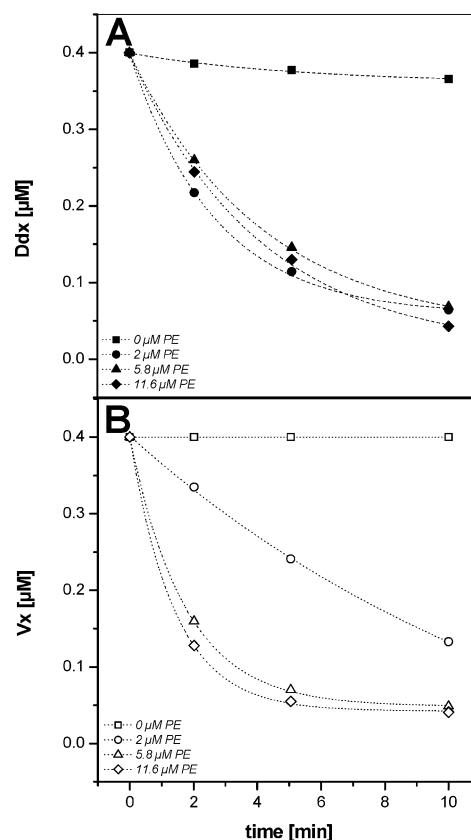 A
0.4
0.3
0.2
0.1
0.0
Ddx [µM]
0 µM PE
2 µM PE
5.8 µM PE
11.6 µM PE
B
0.4
0.3
0.2
0.1
0.0
Vx [µM]
0 µM PE
2 µM PE
5.8 µM PE
11.6 µM PE
0 2 4 6 8 10
time [min]